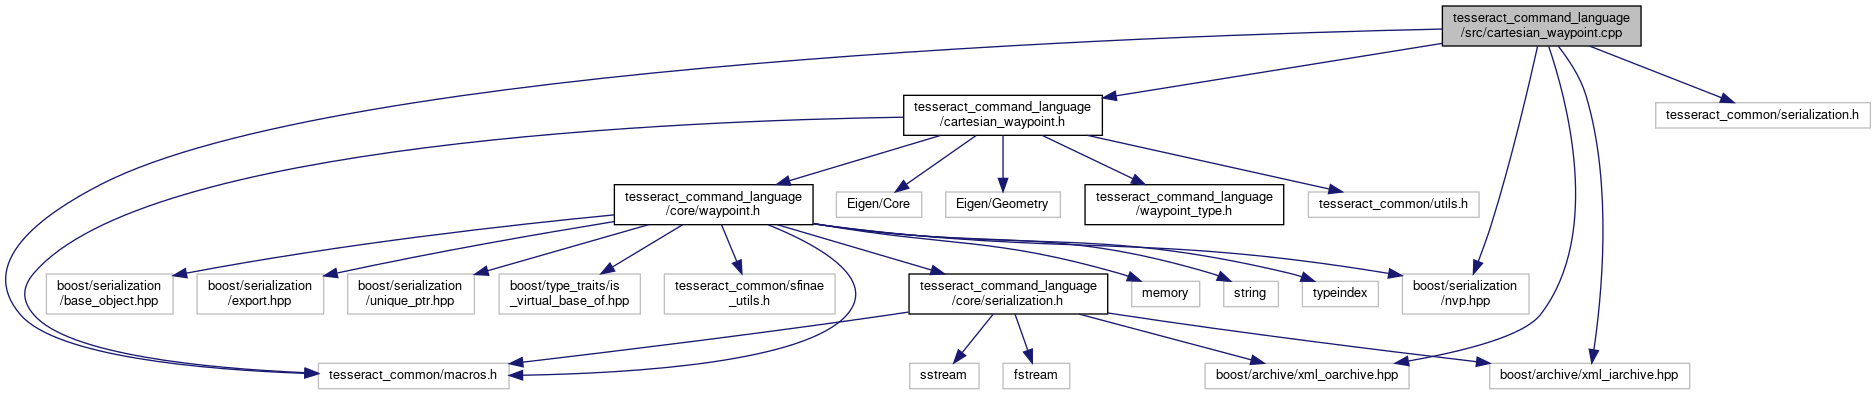 tesseract_command_language
/src/cartesian_waypoint.cpp
tesseract_command_language
/cartesian_waypoint.h
tesseract_common/serialization.h
tesseract_command_language
/core/waypoint.h
Eigen/Core
Eigen/Geometry
tesseract_command_language
/waypoint_type.h
tesseract_common/utils.h
boost/serialization
/base_object.hpp
boost/serialization
/export.hpp
boost/serialization
/unique_ptr.hpp
boost/type_traits/is
_virtual_base_of.hpp
tesseract_common/sfinae
_utils.h
tesseract_command_language
/core/serialization.h
memory
string
typeindex
boost/serialization
/nvp.hpp
tesseract_common/macros.h
sstream
fstream
boost/archive/xml_oarchive.hpp
boost/archive/xml_iarchive.hpp